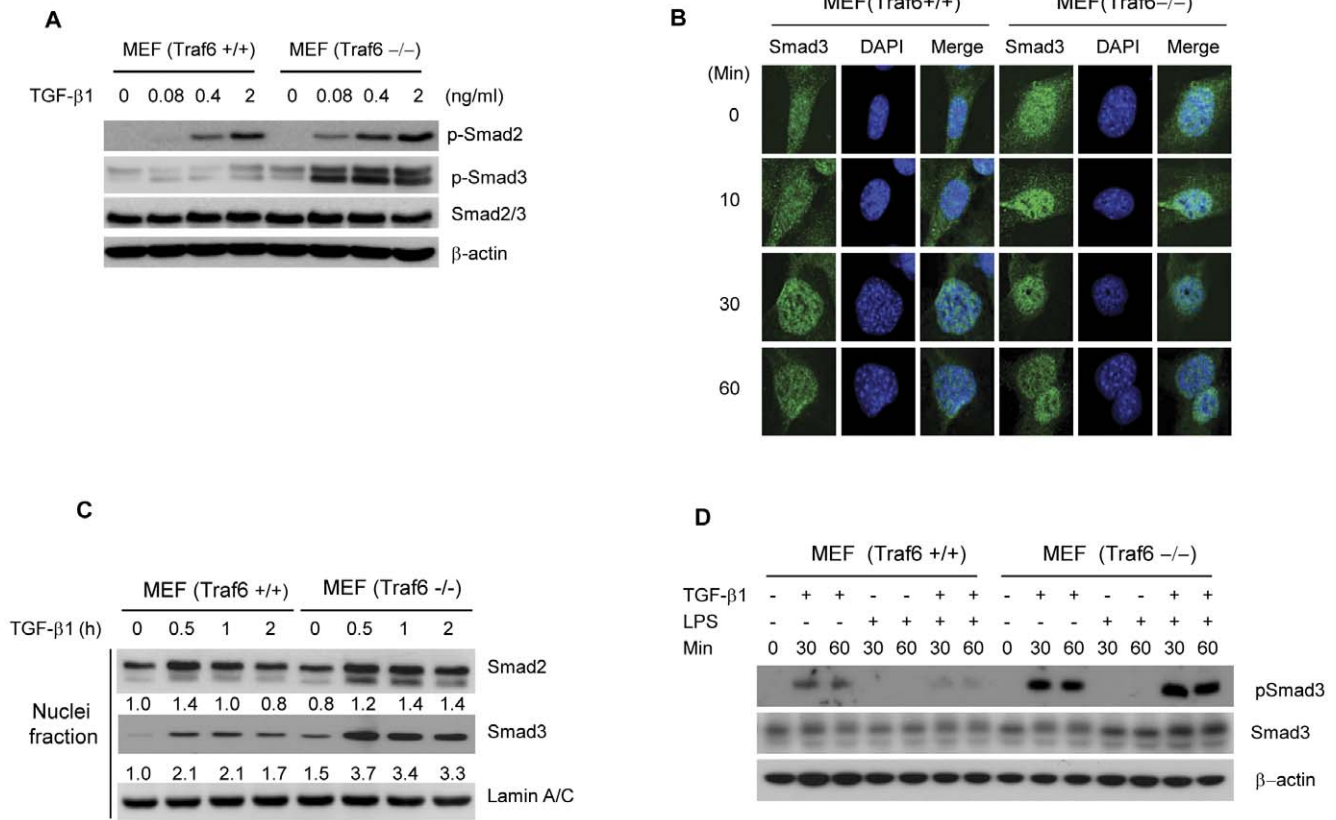 A
MEF (Traf6 +/+) MEF (Traf6 –/–)
TGF-β1 0 0.08 0.4 2 0 0.08 0.4 2 (ng/ml)
p-Smad2
p-Smad3
Smad2/3
β-actin
B
MEF(Traf6+/+) MEF(Traf6–/–)
Smad3 DAPI Merge Smad3 DAPI Merge
(Min)
0
10
30
60
C
MEF (Traf6 +/+) MEF (Traf6 -/-)
TGF-β1 (h) 0 0.5 1 2 0 0.5 1 2
Smad2
1.0 1.4 1.0 0.8 0.8 1.2 1.4 1.4
Nuclei
fraction
Smad3
1.0 2.1 2.1 1.7 1.5 3.7 3.4 3.3
Lamin A/C
D
MEF (Traf6 +/+) MEF (Traf6 –/–)
TGF-β1 - + + - - + + - + + - - + +
LPS - - - + + + + - - - + + + +
Min 0 30 60 30 60 30 60 0 30 60 30 60 30 60
pSmad3
Smad3
β–actin